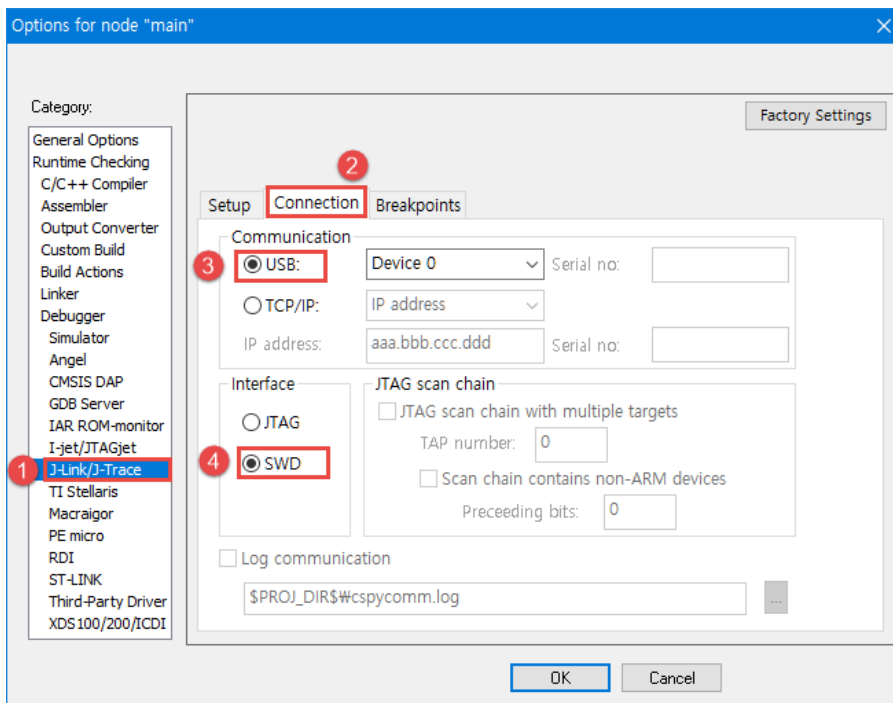 Options for node "main"
Category:
Factory Settings
General Options
Runtime Checking
C/C++ Compiler
Assembler
Output Converter
Custom Build
Build Actions
Linker
Debugger
Simulator
Angel
CMSIS DAP
GDB Server
IAR ROM-monitor
I-jet/JTAGjet
1 J-Link/J-Trace
TI Stellaris
Macraigor
PE micro
RDI
ST-LINK
Third-Party Driver
XDS100/200/ICDI
2
Setup Connection Breakpoints
Communication
3 USB: Device 0 Serial no:
TCP/IP: IP address
IP address: aaa.bbb.ccc.ddd Serial no:
Interface
JTAG
4 SWD
JTAG scan chain
JTAG scan chain with multiple targets
TAP number: 0
Scan chain contains non-ARM devices
Preceeding bits: 0
Log communication
$PROJ_DIR$₩cspycomm.log ...
OK Cancel